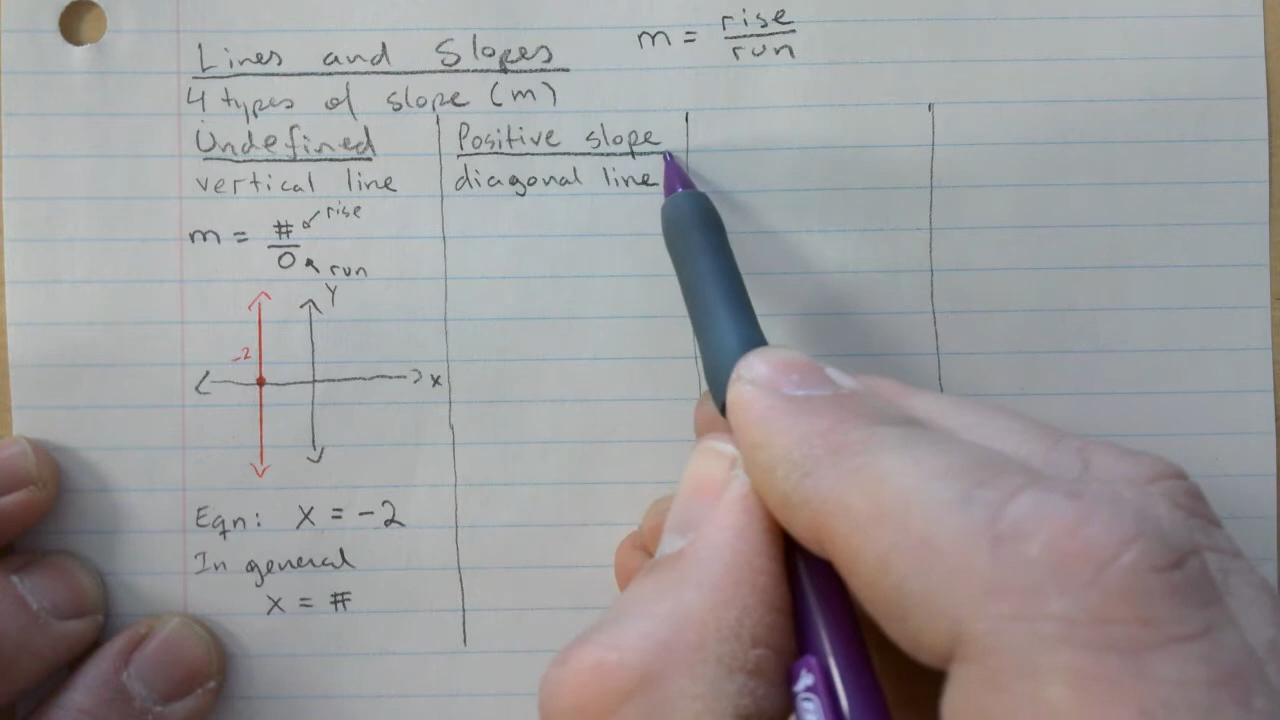 Lines and Slopes
m = rise/run
4 types of slope (m)
Undefined
vertical line
m = #/0
rise
run
Y
-2
x
Eqn: x = -2
In general
x = #
Positive slope
diagonal line